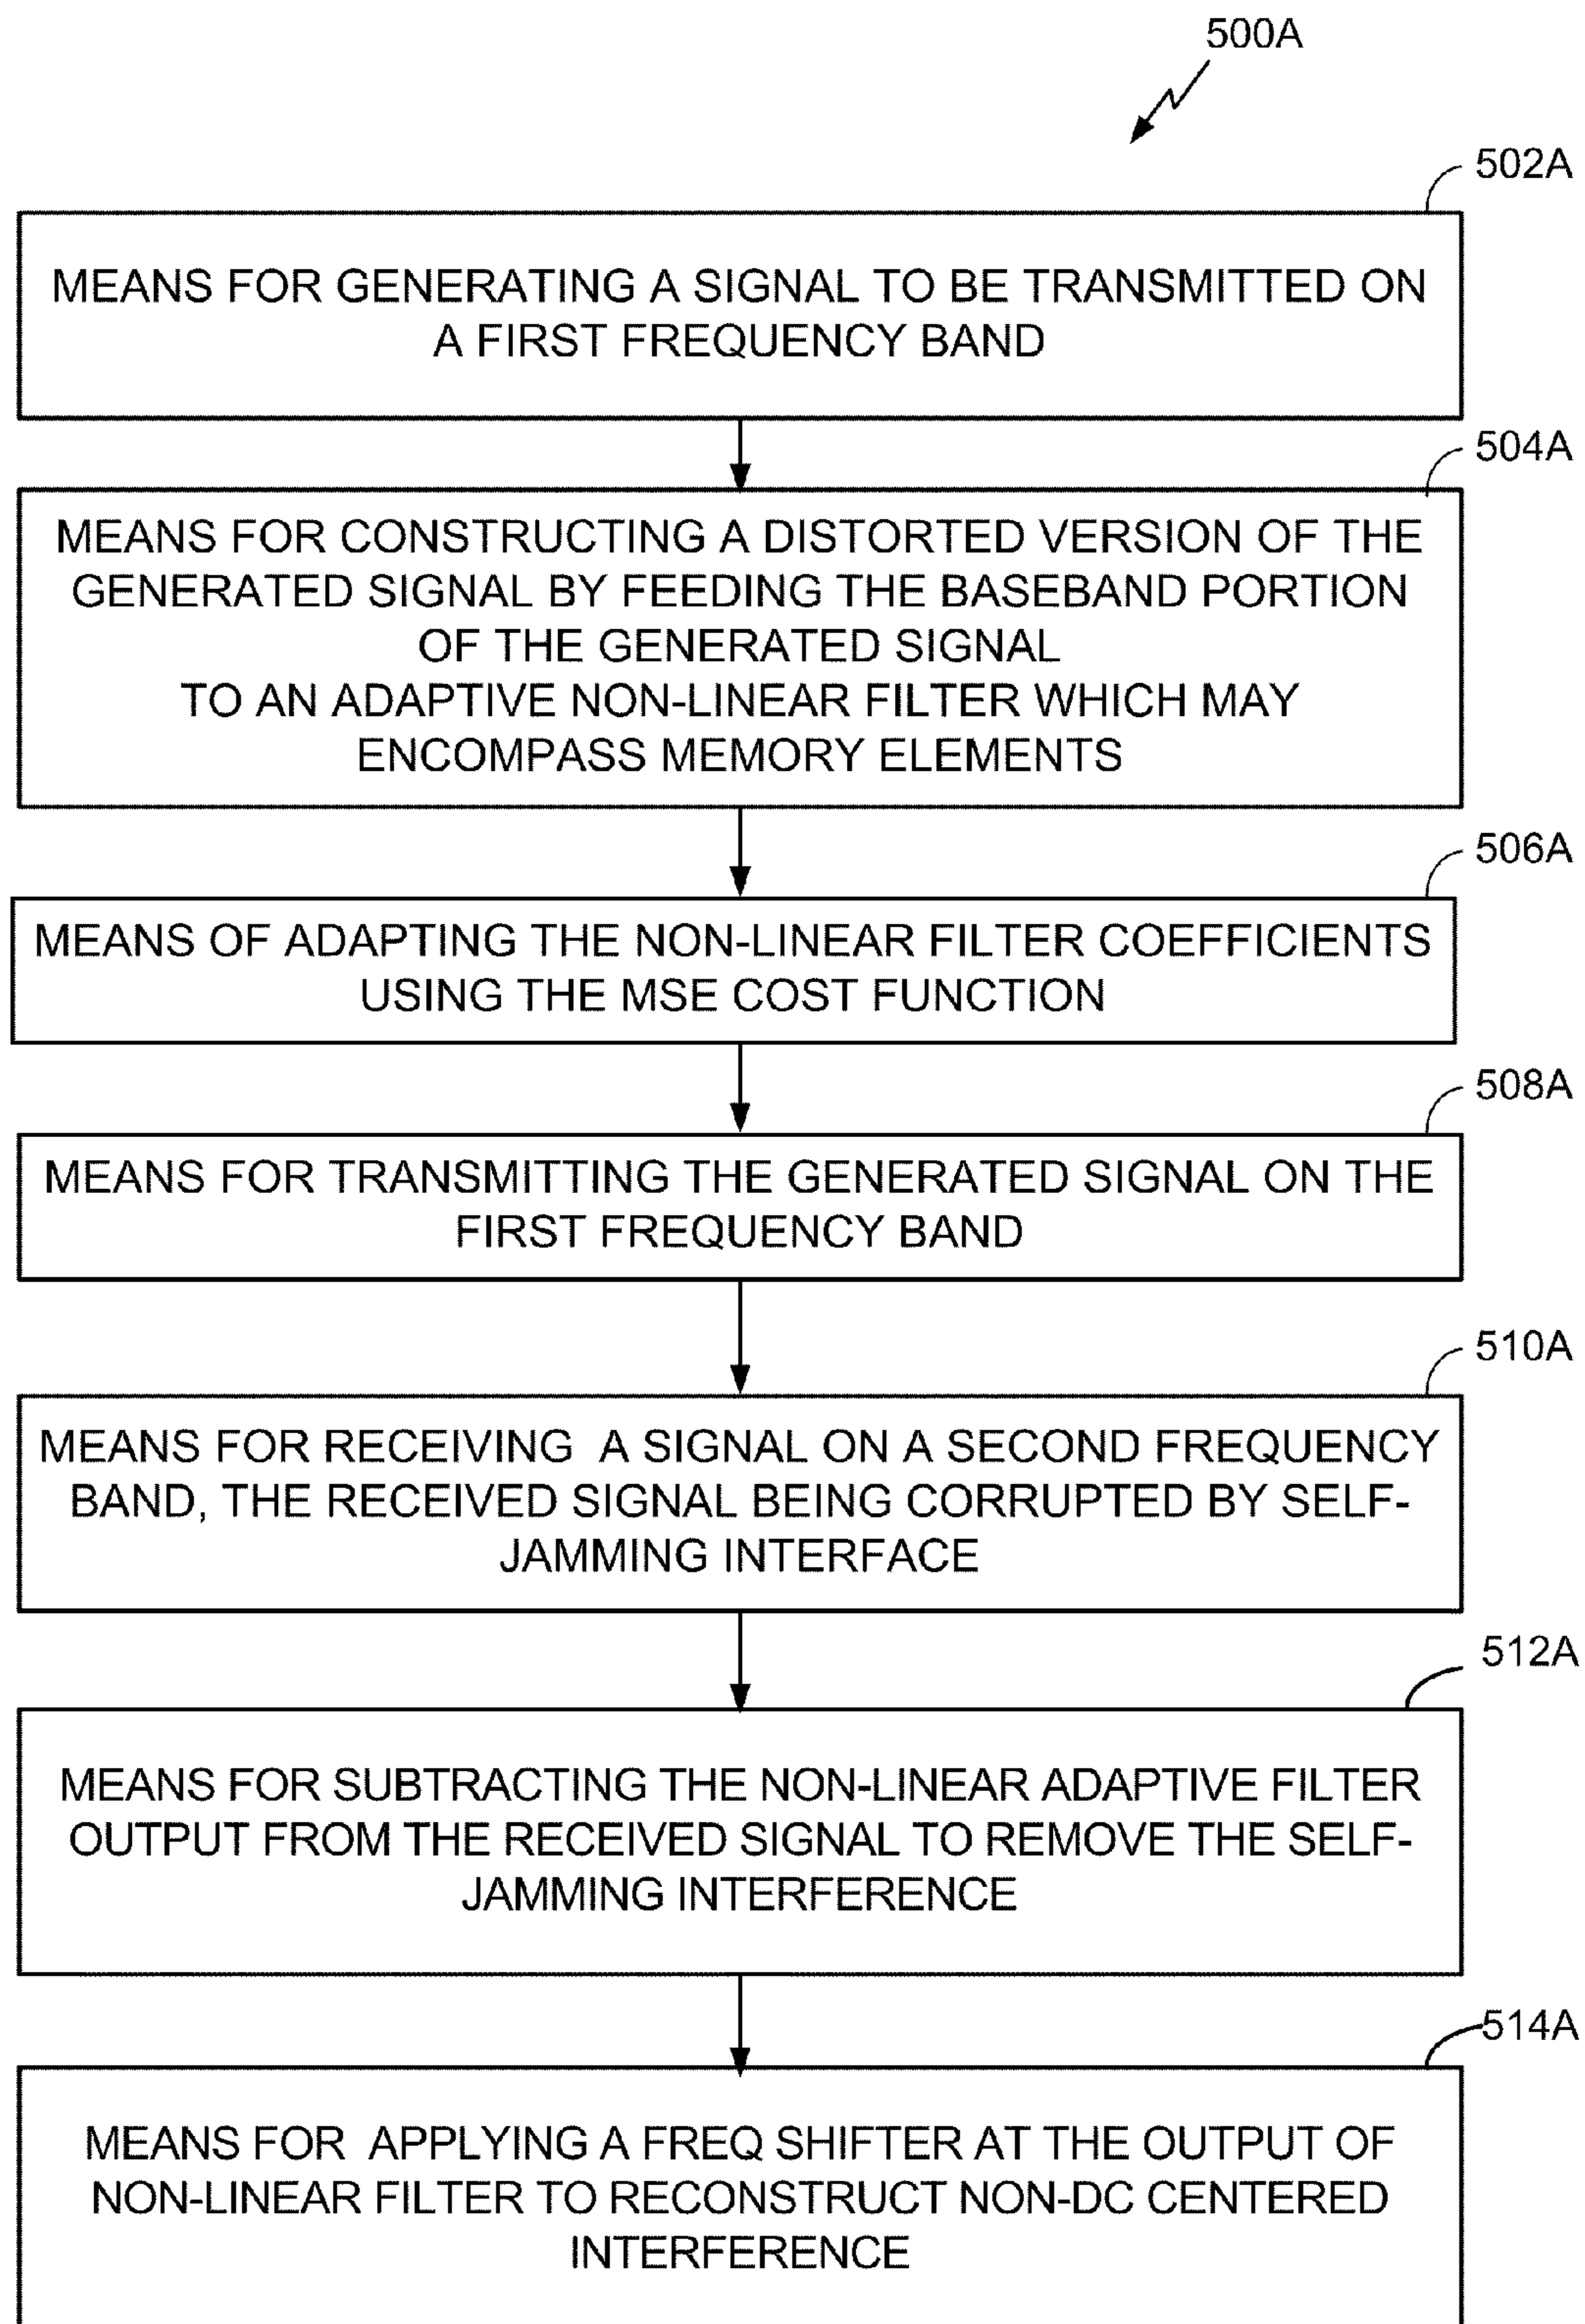 500A
502A
MEANS FOR GENERATING A SIGNAL TO BE TRANSMITTED ON
A FIRST FREQUENCY BAND
504A
MEANS FOR CONSTRUCTING A DISTORTED VERSION OF THE
GENERATED SIGNAL BY FEEDING THE BASEBAND PORTION
OF THE GENERATED SIGNAL
TO AN ADAPTIVE NON-LINEAR FILTER WHICH MAY
ENCOMPASS MEMORY ELEMENTS
506A
MEANS OF ADAPTING THE NON-LINEAR FILTER COEFFICIENTS
USING THE MSE COST FUNCTION
508A
MEANS FOR TRANSMITTING THE GENERATED SIGNAL ON THE
FIRST FREQUENCY BAND
510A
MEANS FOR RECEIVING A SIGNAL ON A SECOND FREQUENCY
BAND, THE RECEIVED SIGNAL BEING CORRUPTED BY SELF-
JAMMING INTERFACE
512A
MEANS FOR SUBTRACTING THE NON-LINEAR ADAPTIVE FILTER
OUTPUT FROM THE RECEIVED SIGNAL TO REMOVE THE SELF-
JAMMING INTERFERENCE
514A
MEANS FOR APPLYING A FREQ SHIFTER AT THE OUTPUT OF
NON-LINEAR FILTER TO RECONSTRUCT NON-DC CENTERED
INTERFERENCE